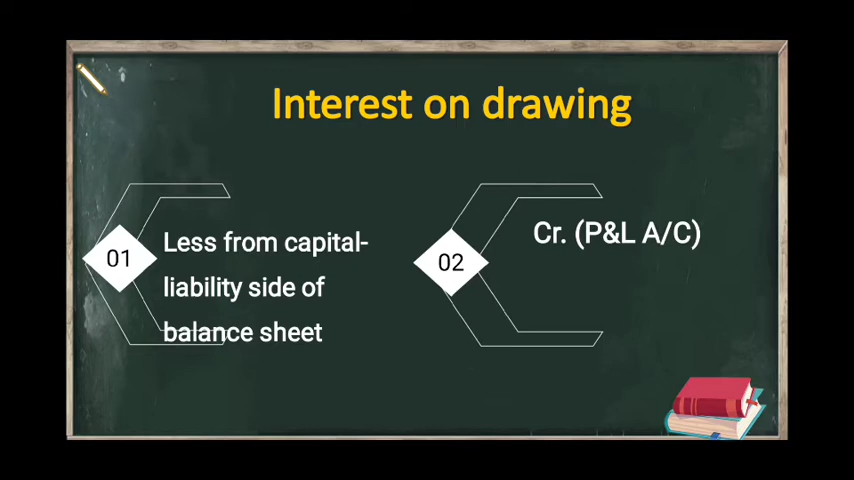 Interest on drawing
01
Less from capital-
liability side of
balance sheet
02
Cr. (P&L A/C)